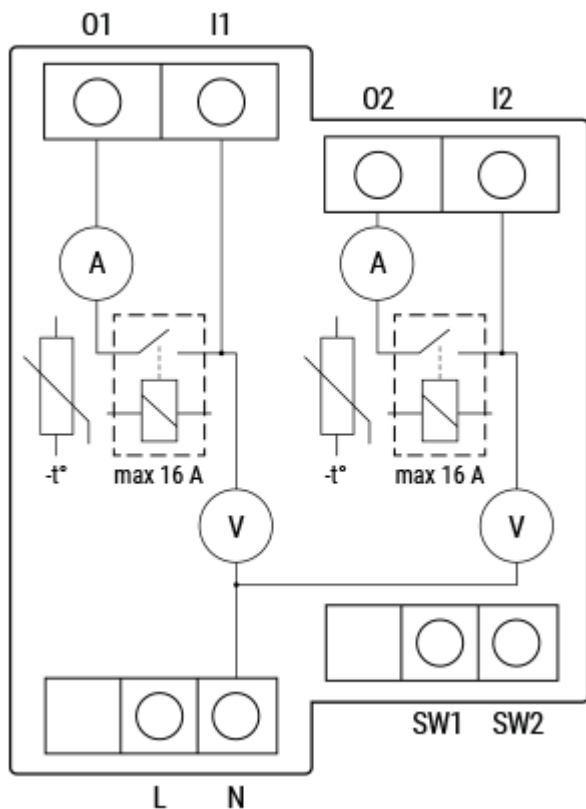 O1 I1
O2 I2
A A
-t° max 16 A -t° max 16 A
V V
SW1 SW2
L N